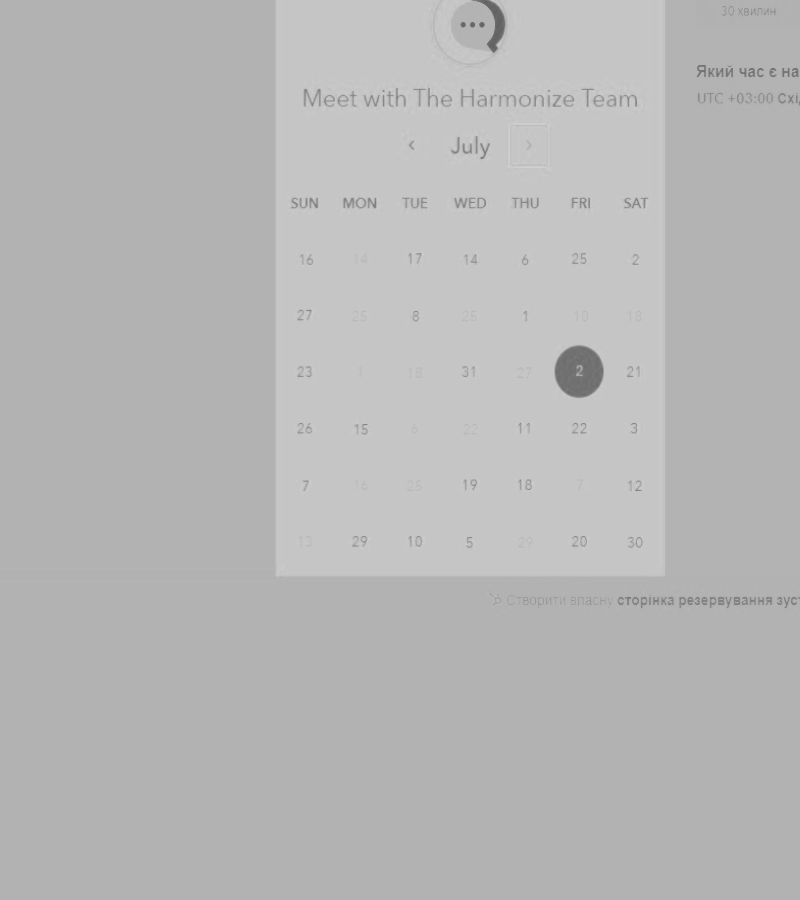 30 хвилин
Який час є на
UTC +03:00 Схі,
Meet with The Harmonize Team
‹ July ›
SUN MON TUE WED THU FRI SAT
16 14 17 14 6 25 2
27 25 8 25 1 10 18
23 1 18 31 27 2 21
26 15 6 22 11 22 3
7 16 25 19 18 7 12
13 29 10 5 29 20 30
Створити власну сторінка резервування зуст